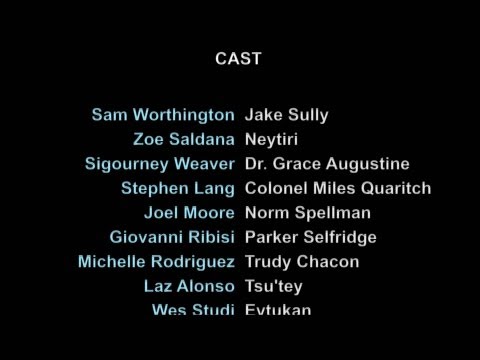 CAST
Sam Worthington Jake Sully
Zoe Saldana Neytiri
Sigourney Weaver Dr. Grace Augustine
Stephen Lang Colonel Miles Quaritch
Joel Moore Norm Spellman
Giovanni Ribisi Parker Selfridge
Michelle Rodriguez Trudy Chacon
Laz Alonso Tsu'tey
Wes Studi Eytukan